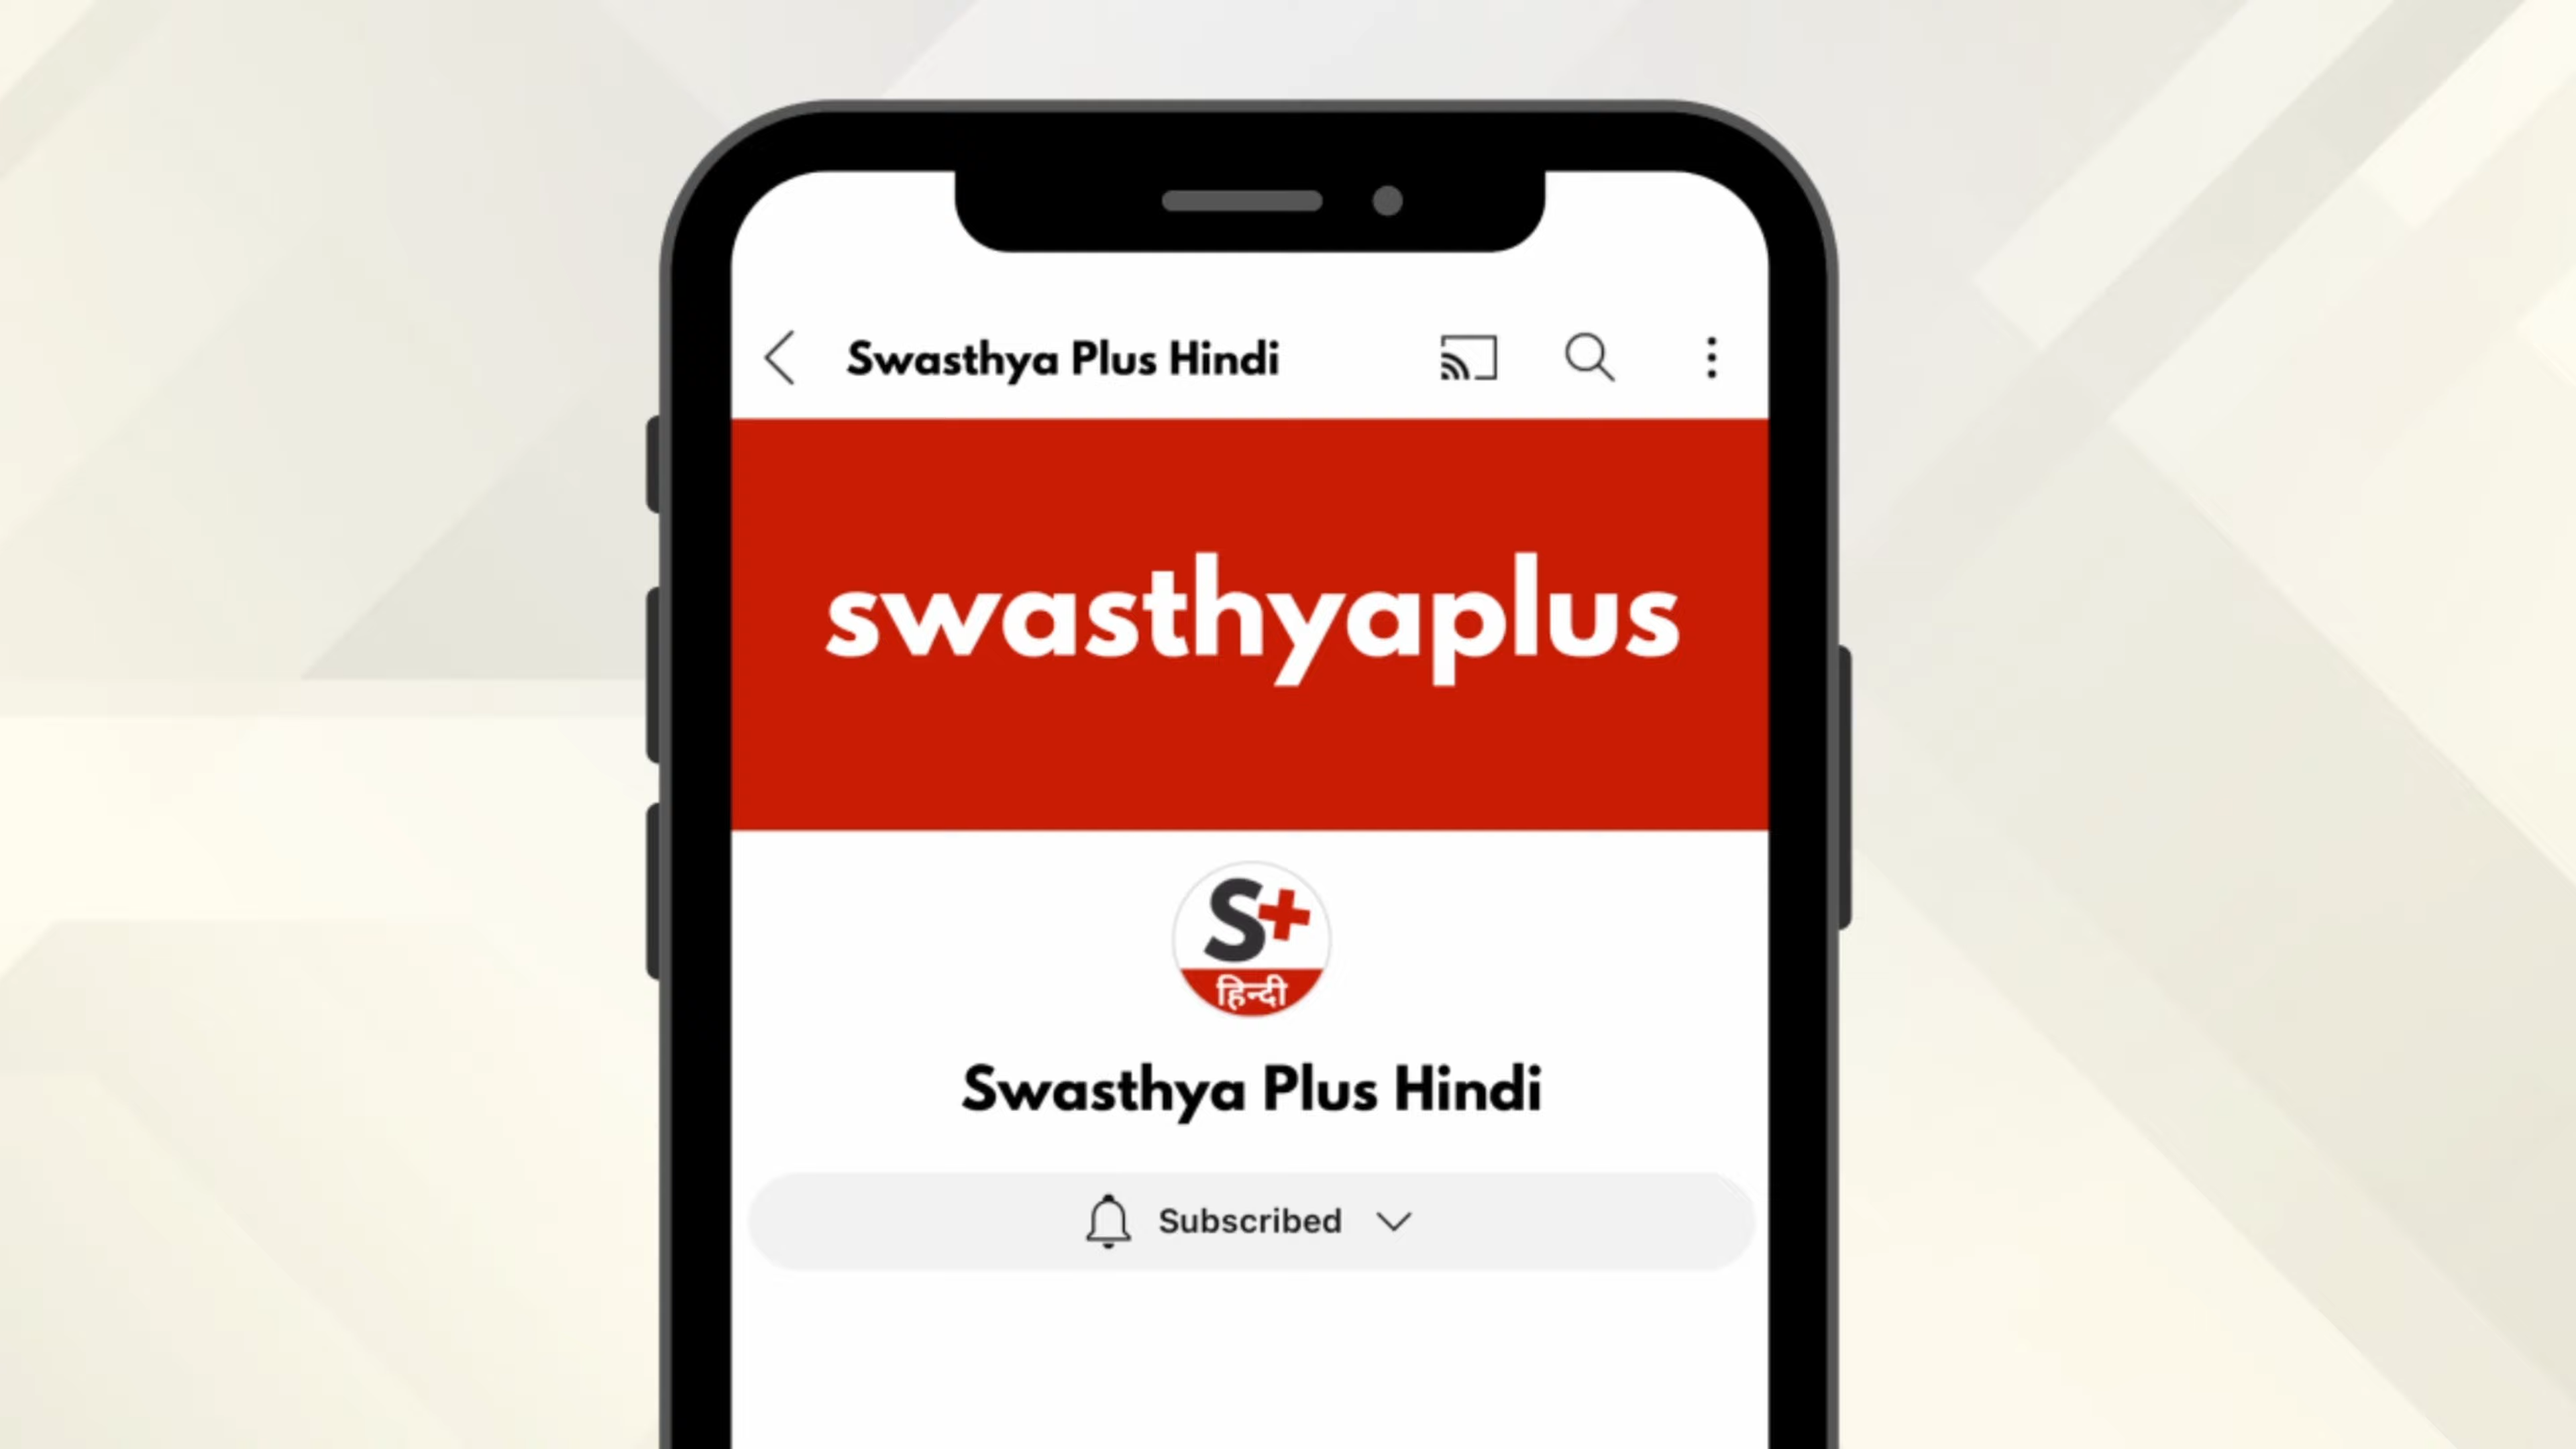 Swasthya Plus Hindi
swasthyaplus
S+
हिन्दी
Swasthya Plus Hindi
Subscribed